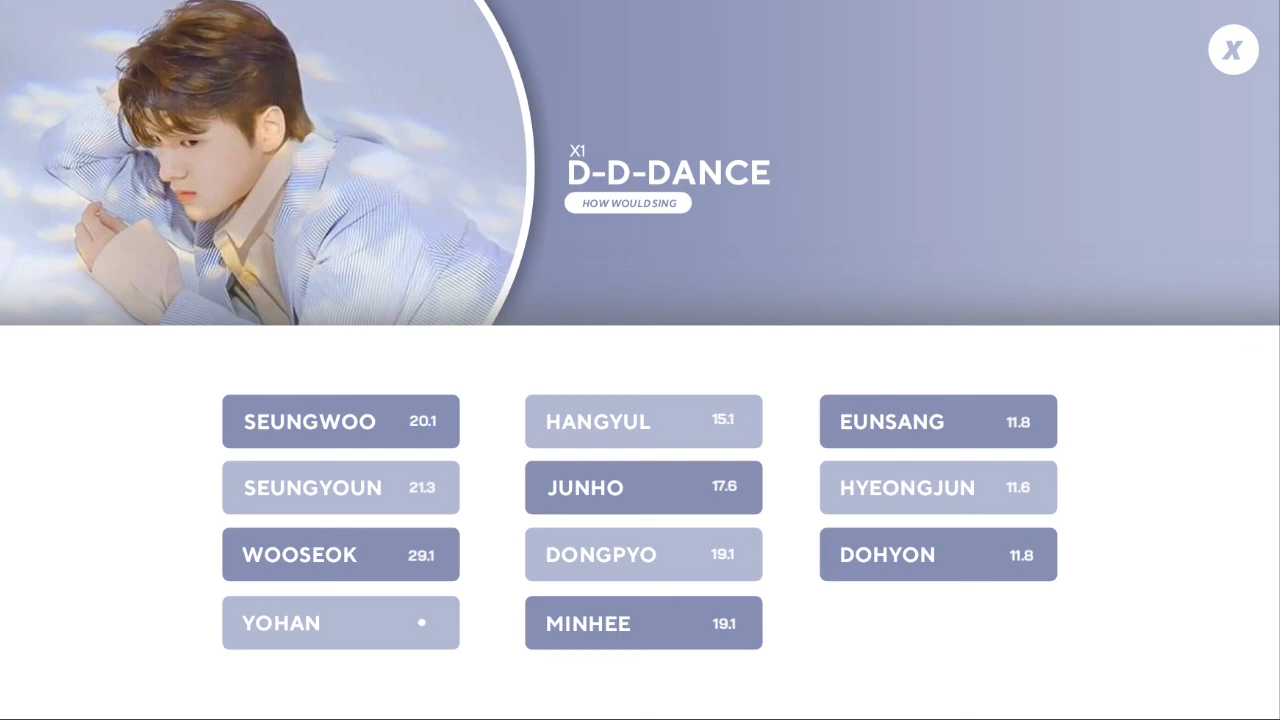 X
X1
D-D-DANCE
HOW WOULD SING
SEUNGWOO 20.1
SEUNGYOUN 21.3
WOOSEOK 29.1
YOHAN •
HANGYUL 15.1
JUNHO 17.6
DONGPYO 19.1
MINHEE 19.1
EUNSANG 11.8
HYEONGJUN 11.6
DOHYON 11.8